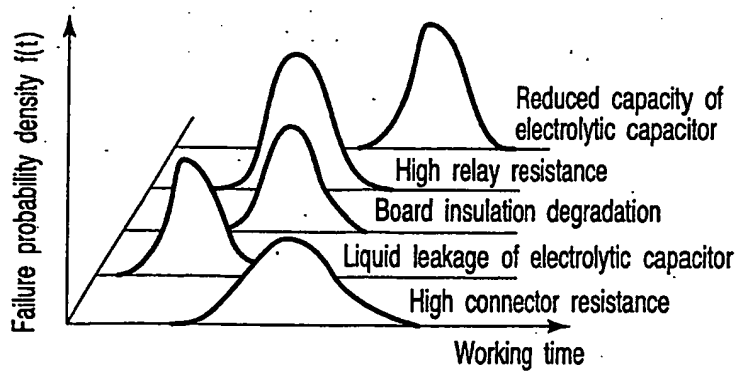 Failure probability density f(t)
Reduced capacity of
electrolytic capacitor
High relay resistance
Board insulation degradation
Liquid leakage of electrolytic capacitor
High connector resistance
Working time